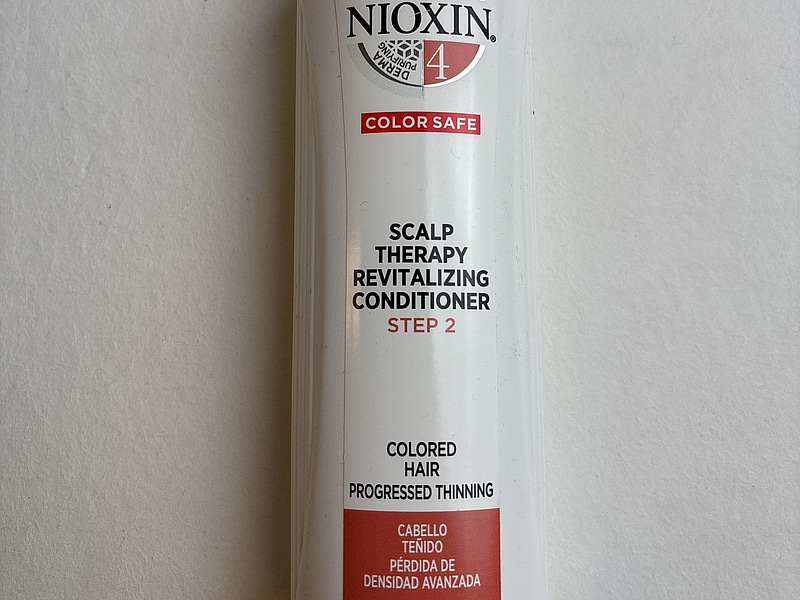 NIOXIN®
DERMA
PURIFYING
4
COLOR SAFE
SCALP
THERAPY
REVITALIZING
CONDITIONER
STEP 2
COLORED
HAIR
PROGRESSED THINNING
CABELLO
TEÑIDO
PÉRDIDA DE
DENSIDAD AVANZADA